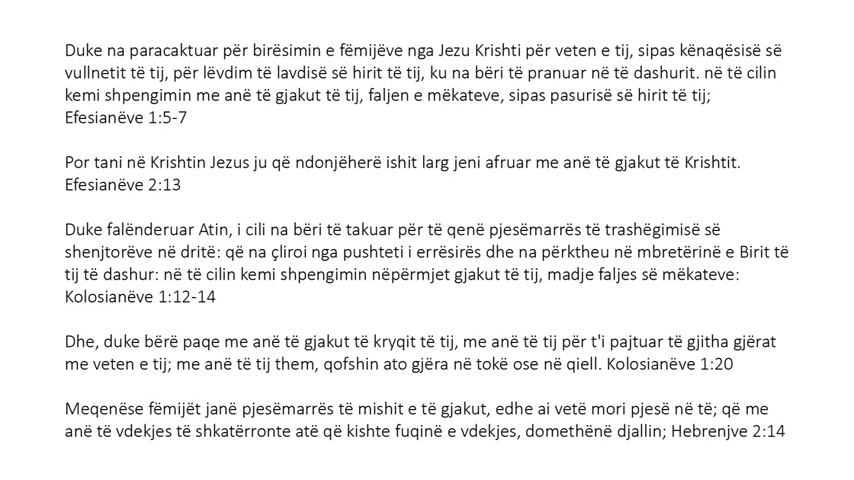 Duke na paracaktuar për birësimin e fëmijëve nga Jezu Krishti për veten e tij, sipas kënaqësisë së
vullnetit të tij, për lëvdim të lavdisë së hirit të tij, ku na bëri të pranuar në të dashurit. në të cilin
kemi shpengimin me anë të gjakut të tij, faljen e mëkateve, sipas pasurisë së hirit të tij;
Efesianëve 1:5-7
Por tani në Krishtin Jezus ju që ndonjëherë ishit larg jeni afruar me anë të gjakut të Krishtit.
Efesianëve 2:13
Duke falënderuar Atin, i cili na bëri të takuar për të qenë pjesëmarrës të trashëgimisë së
shenjtorëve në dritë: që na çliroi nga pushteti i errësirës dhe na përktheu në mbretërinë e Birit të
tij të dashur: në të cilin kemi shpengimin nëpërmjet gjakut të tij, madje faljes së mëkateve:
Kolosianëve 1:12-14
Dhe, duke bërë paqe me anë të gjakut të kryqit të tij, me anë të tij për t'i pajtuar të gjitha gjërat
me veten e tij; me anë të tij them, qofshin ato gjëra në tokë ose në qiell. Kolosianëve 1:20
Meqenëse fëmijët janë pjesëmarrës të mishit e të gjakut, edhe ai vetë mori pjesë në të; që me
anë të vdekjes të shkatërronte atë që kishte fuqinë e vdekjes, domethënë djallin; Hebrenjve 2:14